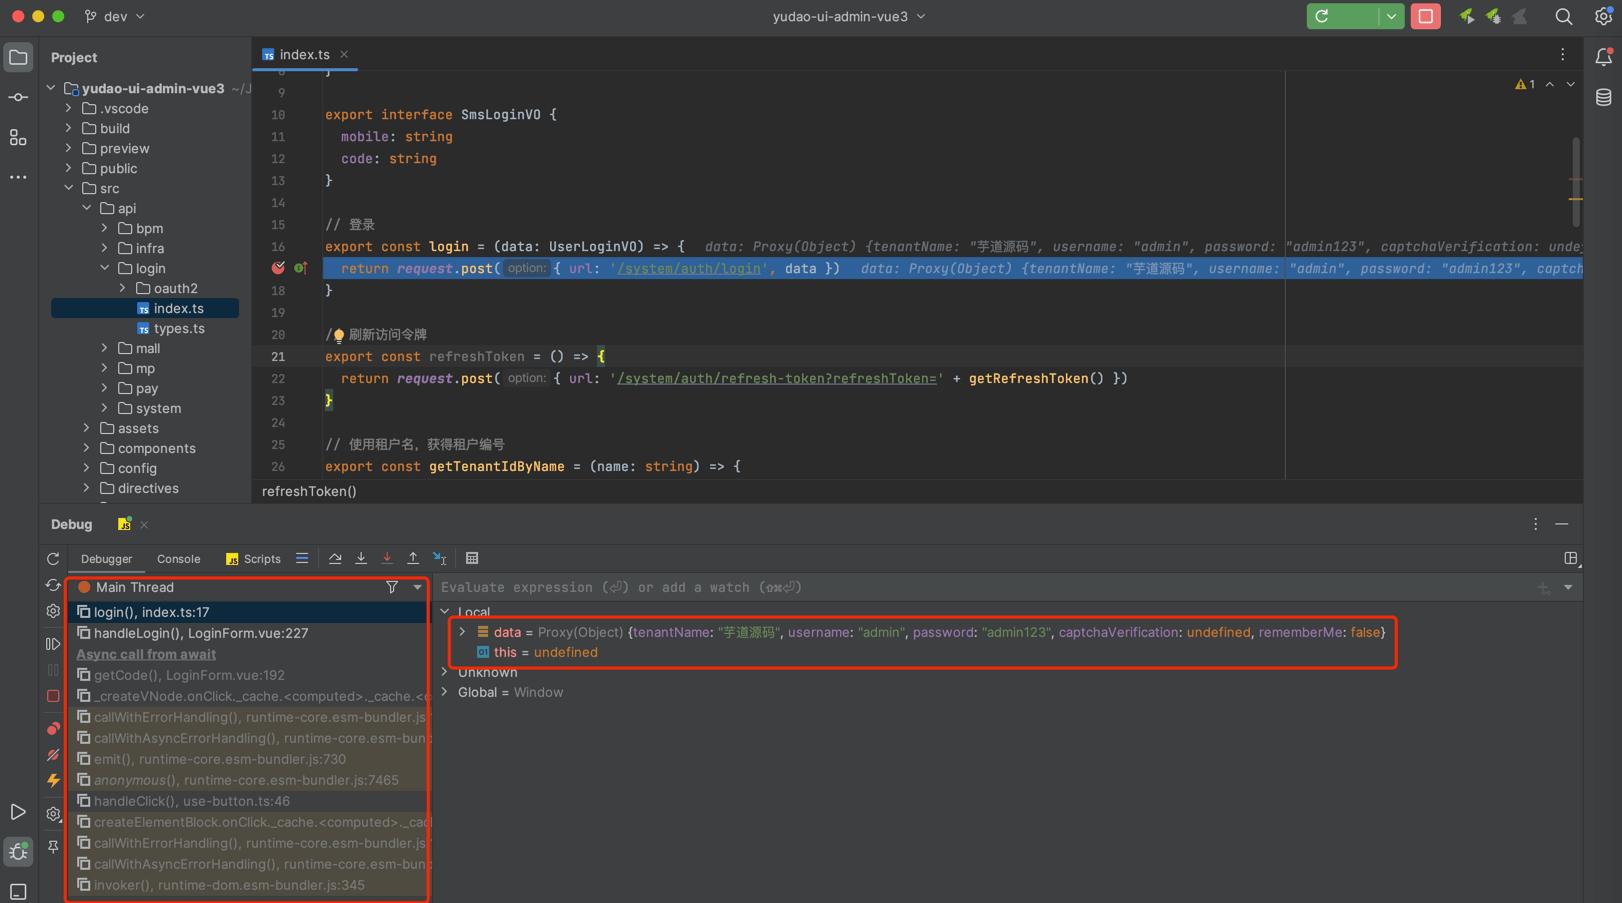 dev
yudao-ui-admin-vue3
Project
index.ts
yudao-ui-admin-vue3 ~/J
.vscode
build
preview
public
src
api
bpm
infra
login
oauth2
index.ts
types.ts
mall
mp
pay
system
assets
components
config
directives
1
9
10 export interface SmsLoginVO {
11 mobile: string
12 code: string
13 }
14
15 // 登录
16 export const login = (data: UserLoginVO) => { data: Proxy(Object) {tenantName: "芋道源码", username: "admin", password: "admin123", captchaVerification: unde
return request.post( option: { url: '/system/auth/login', data }) data: Proxy(Object) {tenantName: "芋道源码", username: "admin", password: "admin123", captch
18 }
19
20 / 刷新访问令牌
21 export const refreshToken = () => {
22 return request.post( option: { url: '/system/auth/refresh-token?refreshToken=' + getRefreshToken() })
23 }
24
25 // 使用租户名，获得租户编号
26 export const getTenantIdByName = (name: string) => {
refreshToken()
Debug
Debugger Console Scripts
Main Thread
login(), index.ts:17
handleLogin(), LoginForm.vue:227
Async call from await
getCode(), LoginForm.vue:192
_createVNode.onClick._cache.<computed>._cache.<c
callWithErrorHandling(), runtime-core.esm-bundler.js:
callWithAsyncErrorHandling(), runtime-core.esm-bund
emit(), runtime-core.esm-bundler.js:730
anonymous(), runtime-core.esm-bundler.js:7465
handleClick(), use-button.ts:46
createElementBlock.onClick._cache.<computed>._cac
callWithErrorHandling(), runtime-core.esm-bundler.js:
callWithAsyncErrorHandling(), runtime-core.esm-bund
invoker(), runtime-dom.esm-bundler.js:345
Evaluate expression (⏎) or add a watch (⇧⌘⏎)
Local
data = Proxy(Object) {tenantName: "芋道源码", username: "admin", password: "admin123", captchaVerification: undefined, rememberMe: false}
this = undefined
Unknown
Global = Window